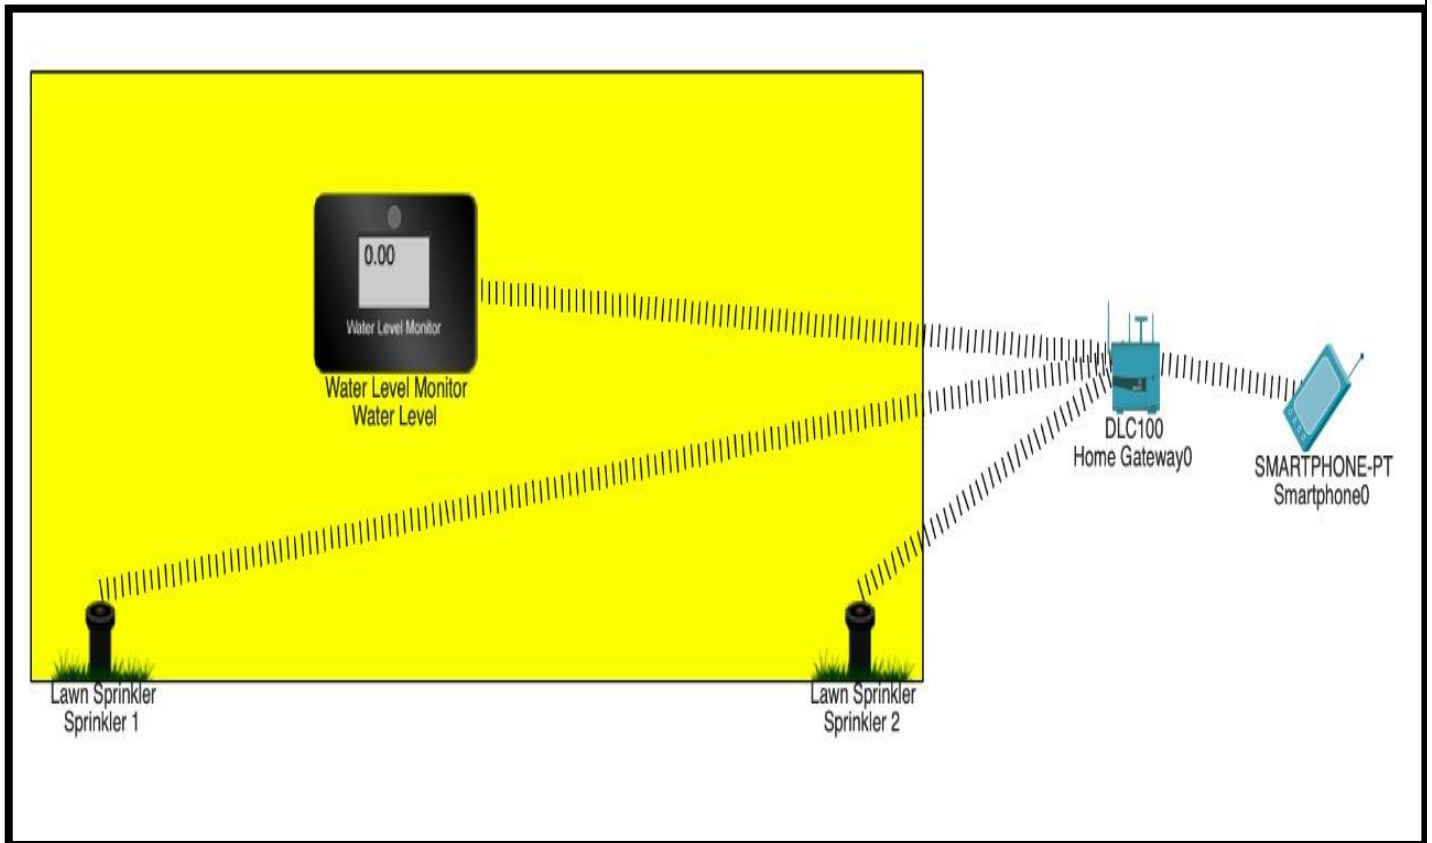 0.00
Water Level Monitor
Water Level Monitor
Water Level
DLC100
Home Gateway0
SMARTPHONE-PT
Smartphone0
Lawn Sprinkler
Sprinkler 1
Lawn Sprinkler
Sprinkler 2